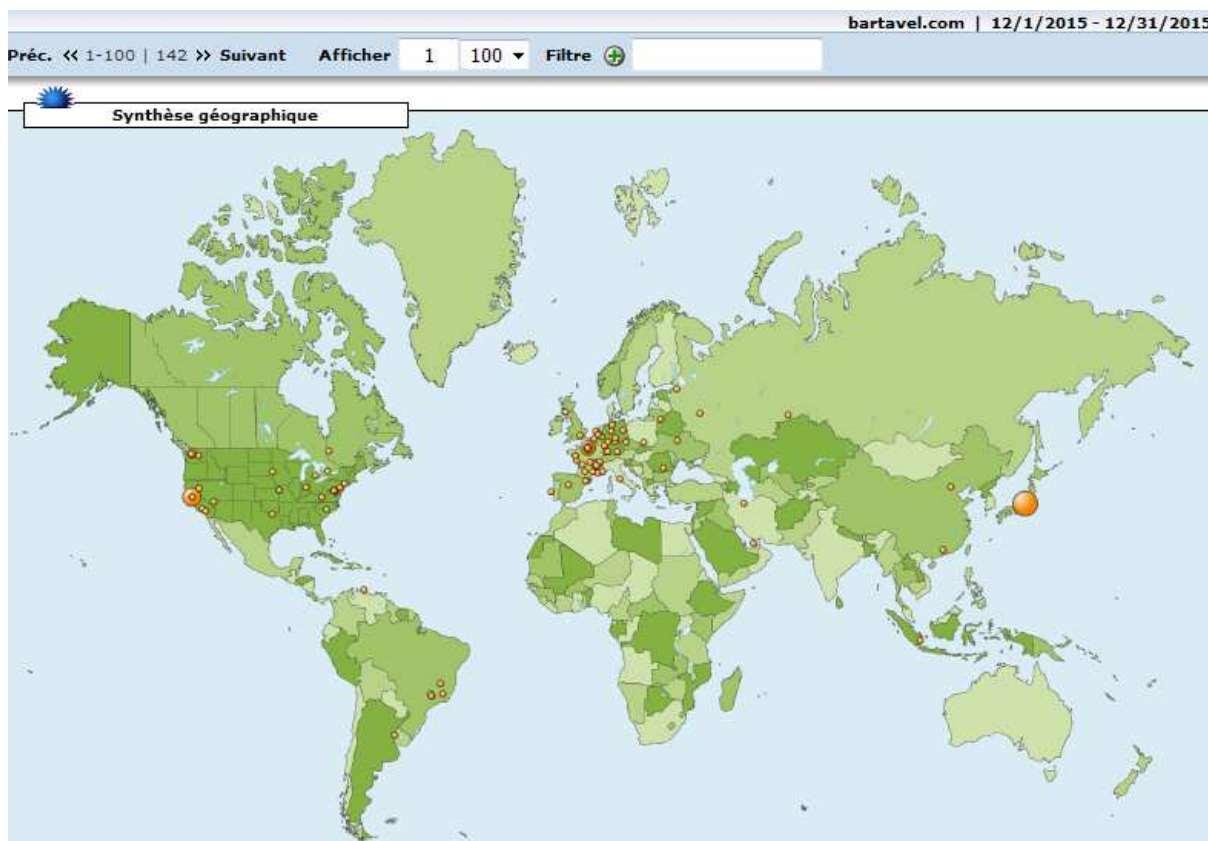 bartavel.com | 12/1/2015 - 12/31/2015
Préc. << 1-100 | 142 >> Suivant Afficher 1 100 Filtre
Synthèse géographique